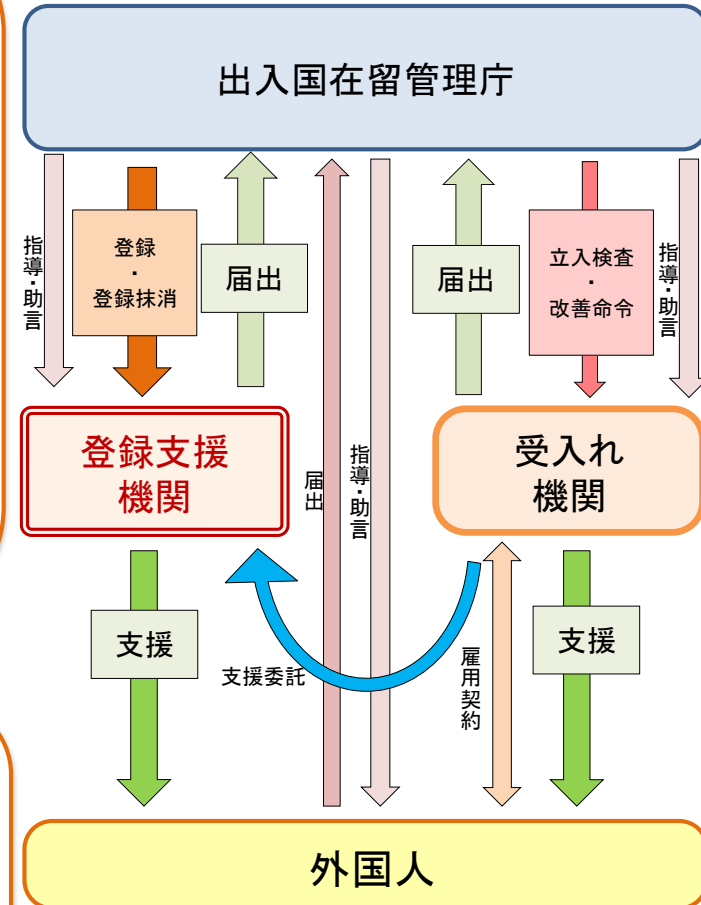 出入国在留管理庁
指導・助言
登録
・
登録抹消
届出
届出
立入検査
・
改善命令
指導・助言
登録支援
機関
届出
指導・助言
受入れ
機関
支援
支援委託
雇用契約
支援
外国人